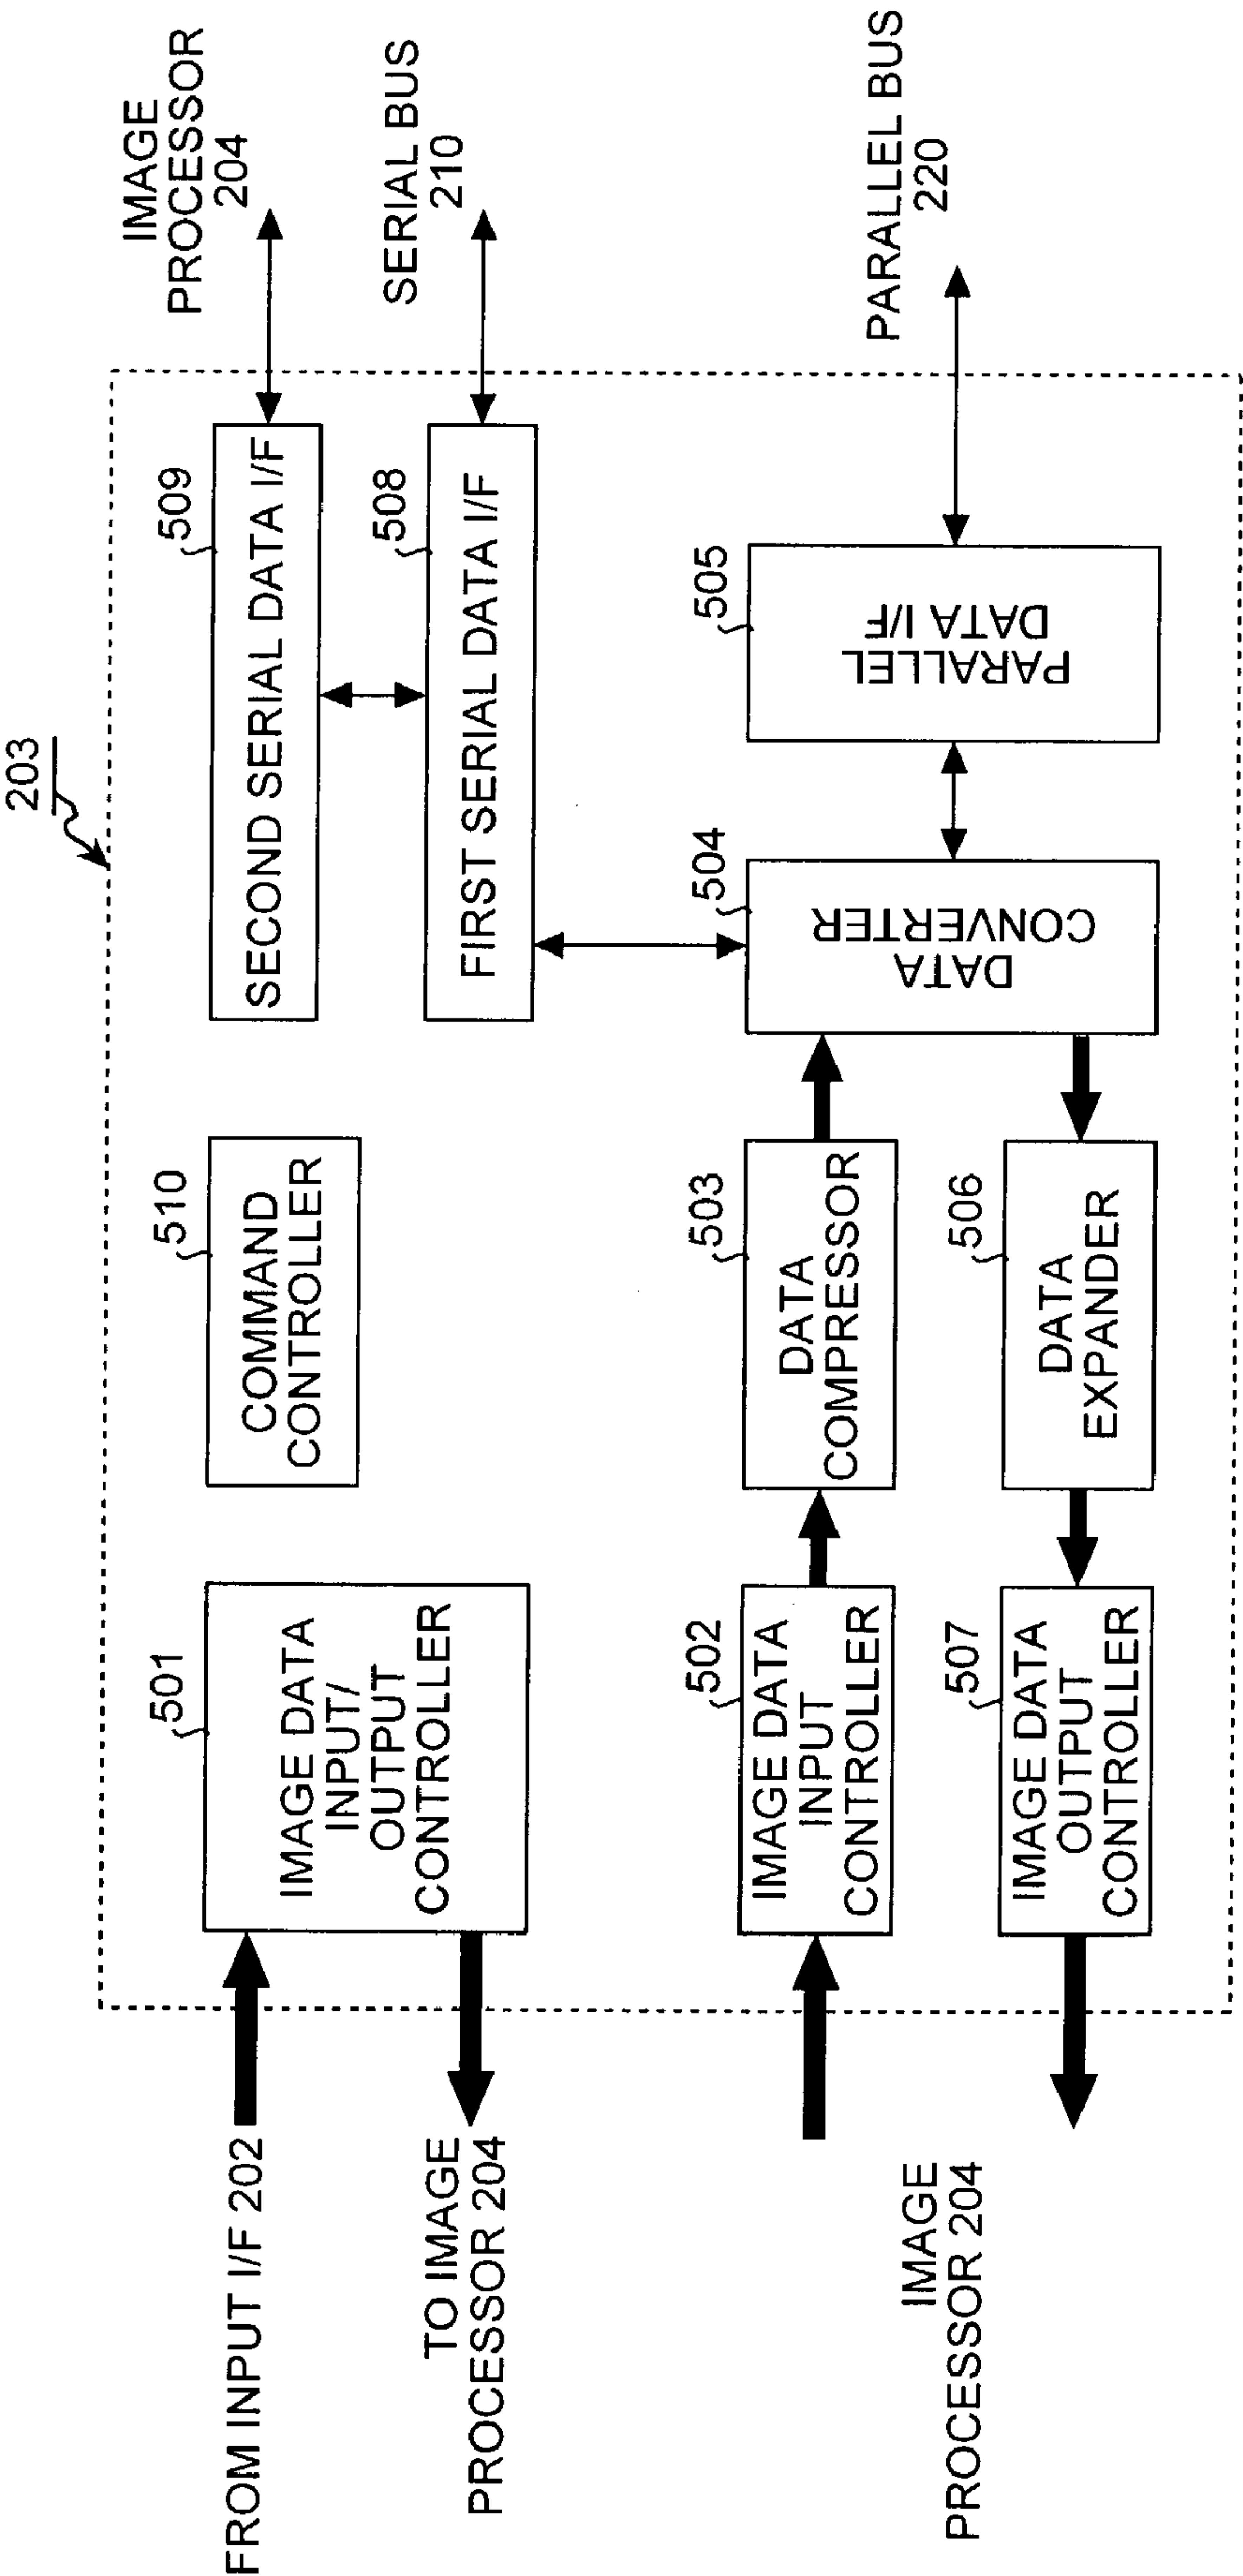 203
FROM INPUT I/F 202
TO IMAGE
PROCESSOR 204
501
IMAGE DATA
INPUT/
OUTPUT
CONTROLLER
510
COMMAND
CONTROLLER
509
SECOND SERIAL DATA I/F
IMAGE
PROCESSOR
204
508
FIRST SERIAL DATA I/F
SERIAL BUS
210
IMAGE
PROCESSOR 204
502
IMAGE DATA
INPUT
CONTROLLER
503
DATA
COMPRESSOR
504
DATA
CONVERTER
505
PARALLEL
DATA I/F
PARALLEL BUS
220
507
IMAGE DATA
OUTPUT
CONTROLLER
506
DATA
EXPANDER